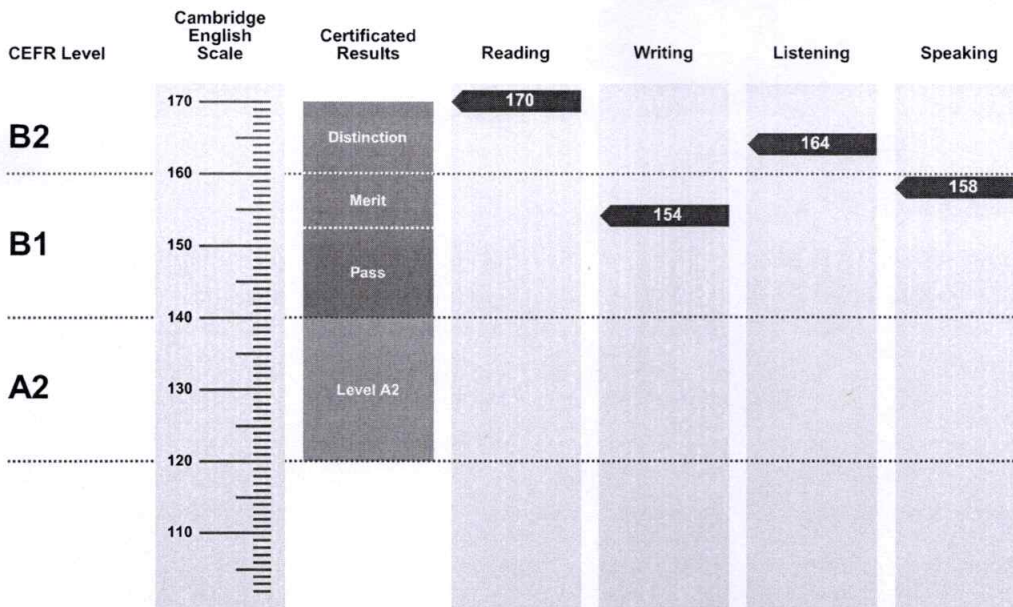 CEFR Level
Cambridge
English
Scale
Certificated
Results
Reading
Writing
Listening
Speaking
B2
B1
A2
170
160
150
140
130
120
110
Distinction
Merit
Pass
Level A2
170
154
164
158